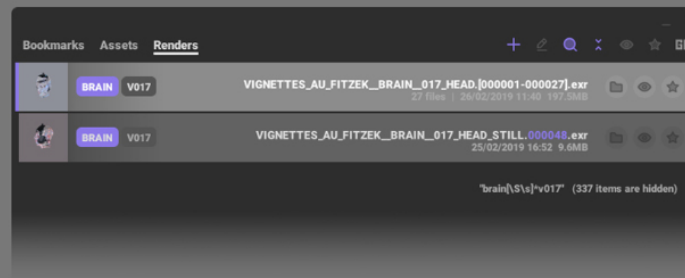 Bookmarks Assets Renders
BRAIN V017 VIGNETTES_AU_FITZEK__BRAIN__017_HEAD.[000001-000027].exr
27 files | 26/02/2019 11:40 197.5MB
BRAIN V017 VIGNETTES_AU_FITZEK__BRAIN__017_HEAD_STILL.000048.exr
25/02/2019 16:52 9.6MB
"brain[\S\s]*v017" (337 items are hidden)